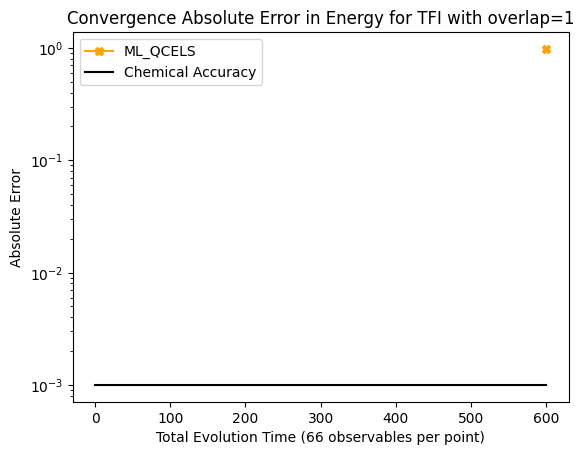 Convergence Absolute Error in Energy for TFI with overlap=1
ML_QCELS
Chemical Accuracy
10⁰
10⁻¹
10⁻²
10⁻³
Absolute Error
0 100 200 300 400 500 600
Total Evolution Time (66 observables per point)